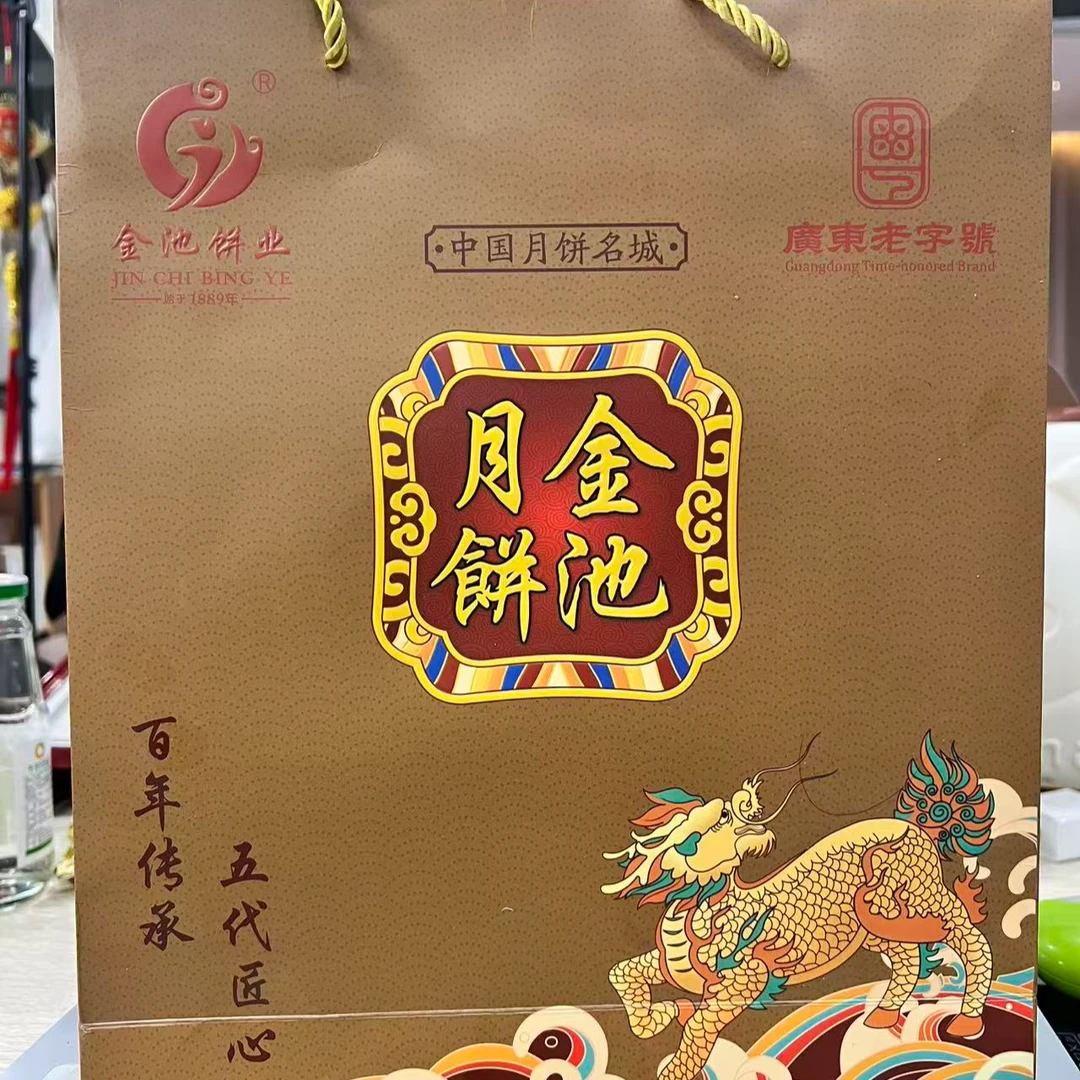 ®
金池饼业
JIN CHI BING YE
始于1889年
·中国月饼名城·
粤
廣東老字號
Guangdong Time-honored Brand
金池
月餅
百年传承
五代匠心